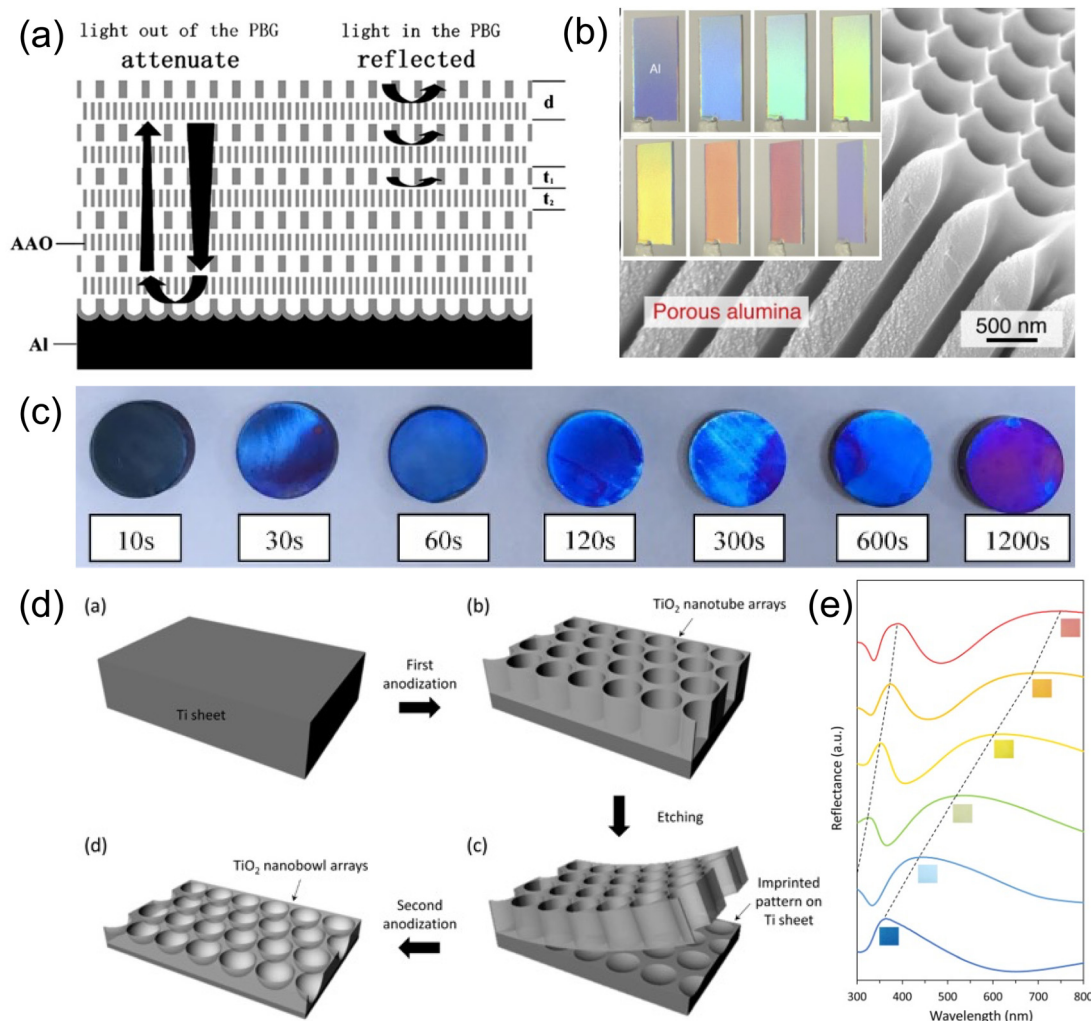 (a)
light out of the PBG
attenuate
light in the PBG
reflected
d
t₁
t₂
AAO
Al
(b)
Al
Porous alumina
500 nm
(c)
10s
30s
60s
120s
300s
600s
1200s
(d)
(a)
Ti sheet
First
anodization
(b)
TiO₂ nanotube arrays
Etching
(c)
Imprinted
pattern on
Ti sheet
Second
anodization
(d)
TiO₂ nanobowl arrays
(e)
Reflectance (a.u.)
300 400 500 600 700 800
Wavelength (nm)